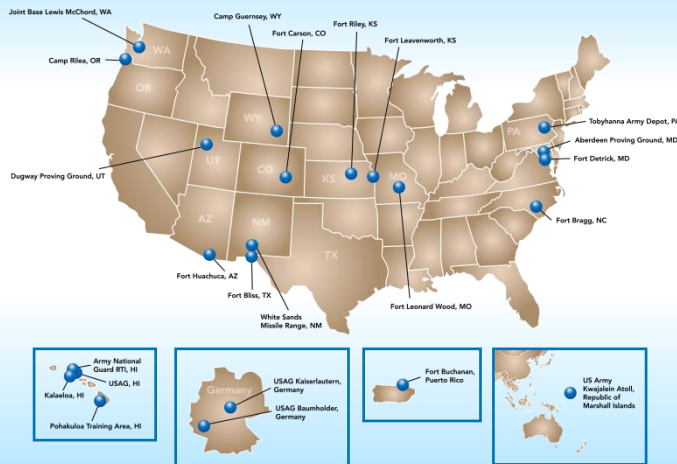 Joint Base Lewis McChord, WA
Camp Guernsey, WY
Fort Carson, CO
Fort Riley, KS
Fort Leavenworth, KS
Camp Rilea, OR
WA
OR
WY
PA
Tobyhanna Army Depot, PA
Aberdeen Proving Ground, MD
Fort Detrick, MD
Dugway Proving Ground, UT
UT
CO
KS
MO
AZ
NM
TX
Fort Bragg, NC
Fort Huachuca, AZ
Fort Bliss, TX
White Sands
Missile Range, NM
Fort Leonard Wood, MO
Army National
Guard RTI, HI
USAG, HI
Kalaeloa, HI
Pohakuloa Training Area, HI
Germany
USAG Kaiserlautern,
Germany
USAG Baumholder,
Germany
Fort Buchanan,
Puerto Rico
US Army
Kwajalein Atoll,
Republic of
Marshall Islands